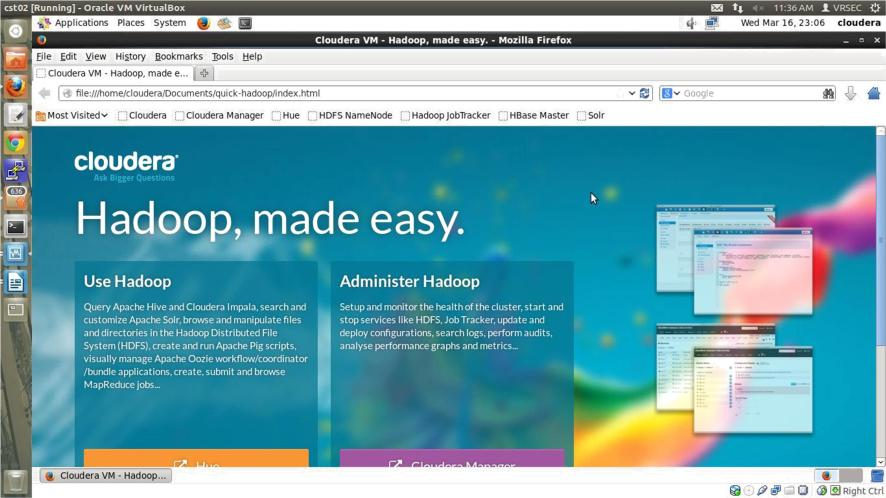 cst02 [Running] - Oracle VM VirtualBox
11:36 AM
VRSEC
Applications
Places
System
Wed Mar 16, 23:06
cloudera
Cloudera VM - Hadoop, made easy. - Mozilla Firefox
File Edit View History Bookmarks Tools Help
Cloudera VM - Hadoop, made e...
file:///home/cloudera/Documents/quick-hadoop/index.html
Google
Most Visited
Cloudera
Cloudera Manager
Hue
HDFS NameNode
Hadoop JobTracker
HBase Master
Solr
cloudera
Ask Bigger Questions
Hadoop, made easy.
Use Hadoop
Query Apache Hive and Cloudera Impala, search and
customize Apache Solr, browse and manipulate files
and directories in the Hadoop Distributed File
System (HDFS), create and run Apache Pig scripts,
visually manage Apache Oozie workflow/coordinator
/bundle applications, create, submit and browse
MapReduce jobs...
Hue
Administer Hadoop
Setup and monitor the health of the cluster, start and
stop services like HDFS, Job Tracker, update and
deploy configurations, search logs, perform audits,
analyse performance graphs and metrics...
Cloudera Manager
636
Cloudera VM - Hadoop...
Right Ctrl